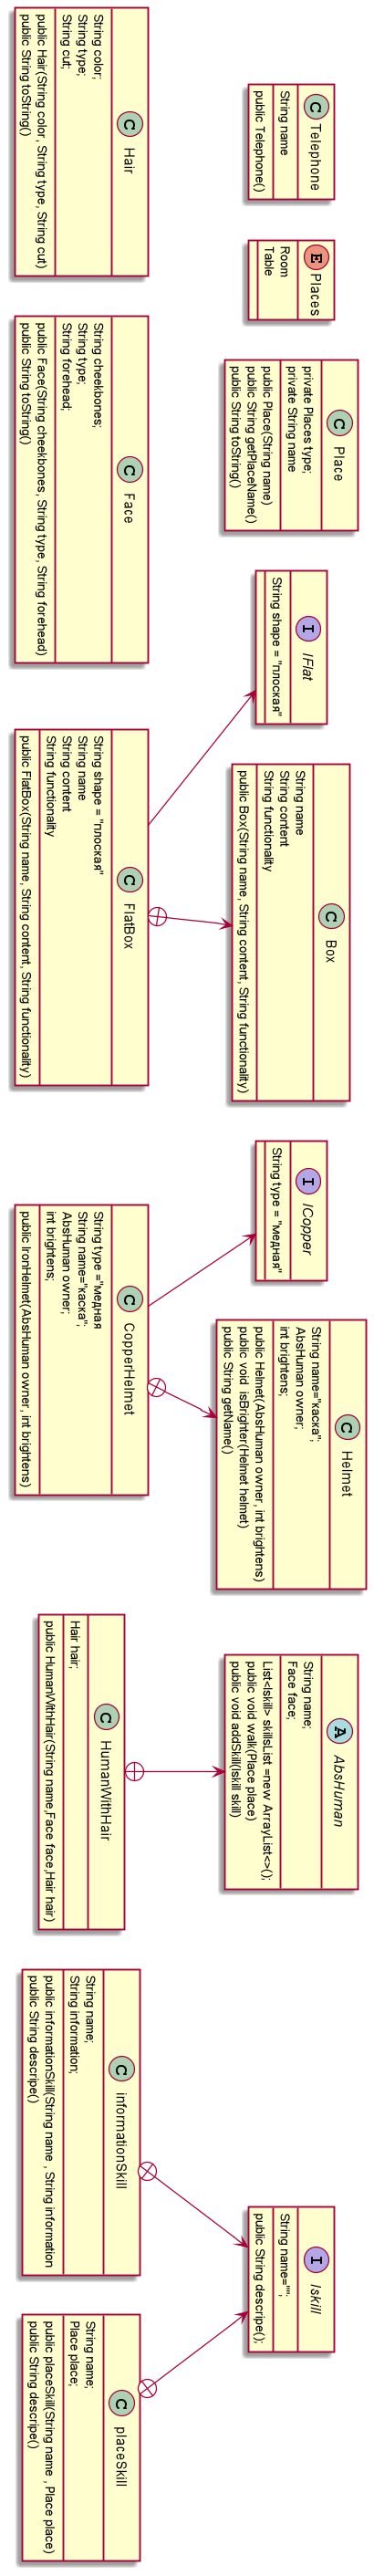 C Telephone
String name
public Telephone()
E Places
Room
Table
C Place
private Places type;
private String name
public Place(String name)
public String getPlaceName()
public String toString()
I IFlat
String shape = "плоская"
C Box
String name
String content
String functionality
public Box(String name, String content, String functionality)
I ICopper
String type = "медная"
C Helmet
String name="каска";
AbsHuman owner;
int brightens;
public Helmet(AbsHuman owner, int brightens)
public void isBrighter(Helmet helmet)
public String getName()
A AbsHuman
String name;
Face face;
List<Iskill> skillsList =new ArrayList<>();
public void walk(Place place)
public void addSkill(Iskill skill)
I Iskill
String name="";
public String descripe();
C Hair
String color;
String type;
String cut;
public Hair(String color , String type, String cut)
public String toString()
C Face
String cheekbones;
String type;
String forehead;
public Face(String cheekbones, String type, String forehead)
public String toString()
C FlatBox
String shape = "плоская"
String name
String content
String functionality
public FlatBox(String name, String content, String functionality)
C CopperHelmet
String type ="медная
String name="каска";
AbsHuman owner;
int brightens;
public IronHelmet(AbsHuman owner, int brightens)
C HumanWithHair
Hair hair;
public HumanWithHair(String name,Face face,Hair hair)
C informationSkill
String name;
String information;
public informationSkill(String name , String information
public String descripe()
C placeSkill
String name;
Place place;
public placeSkill(String name , Place place)
public String descripe()